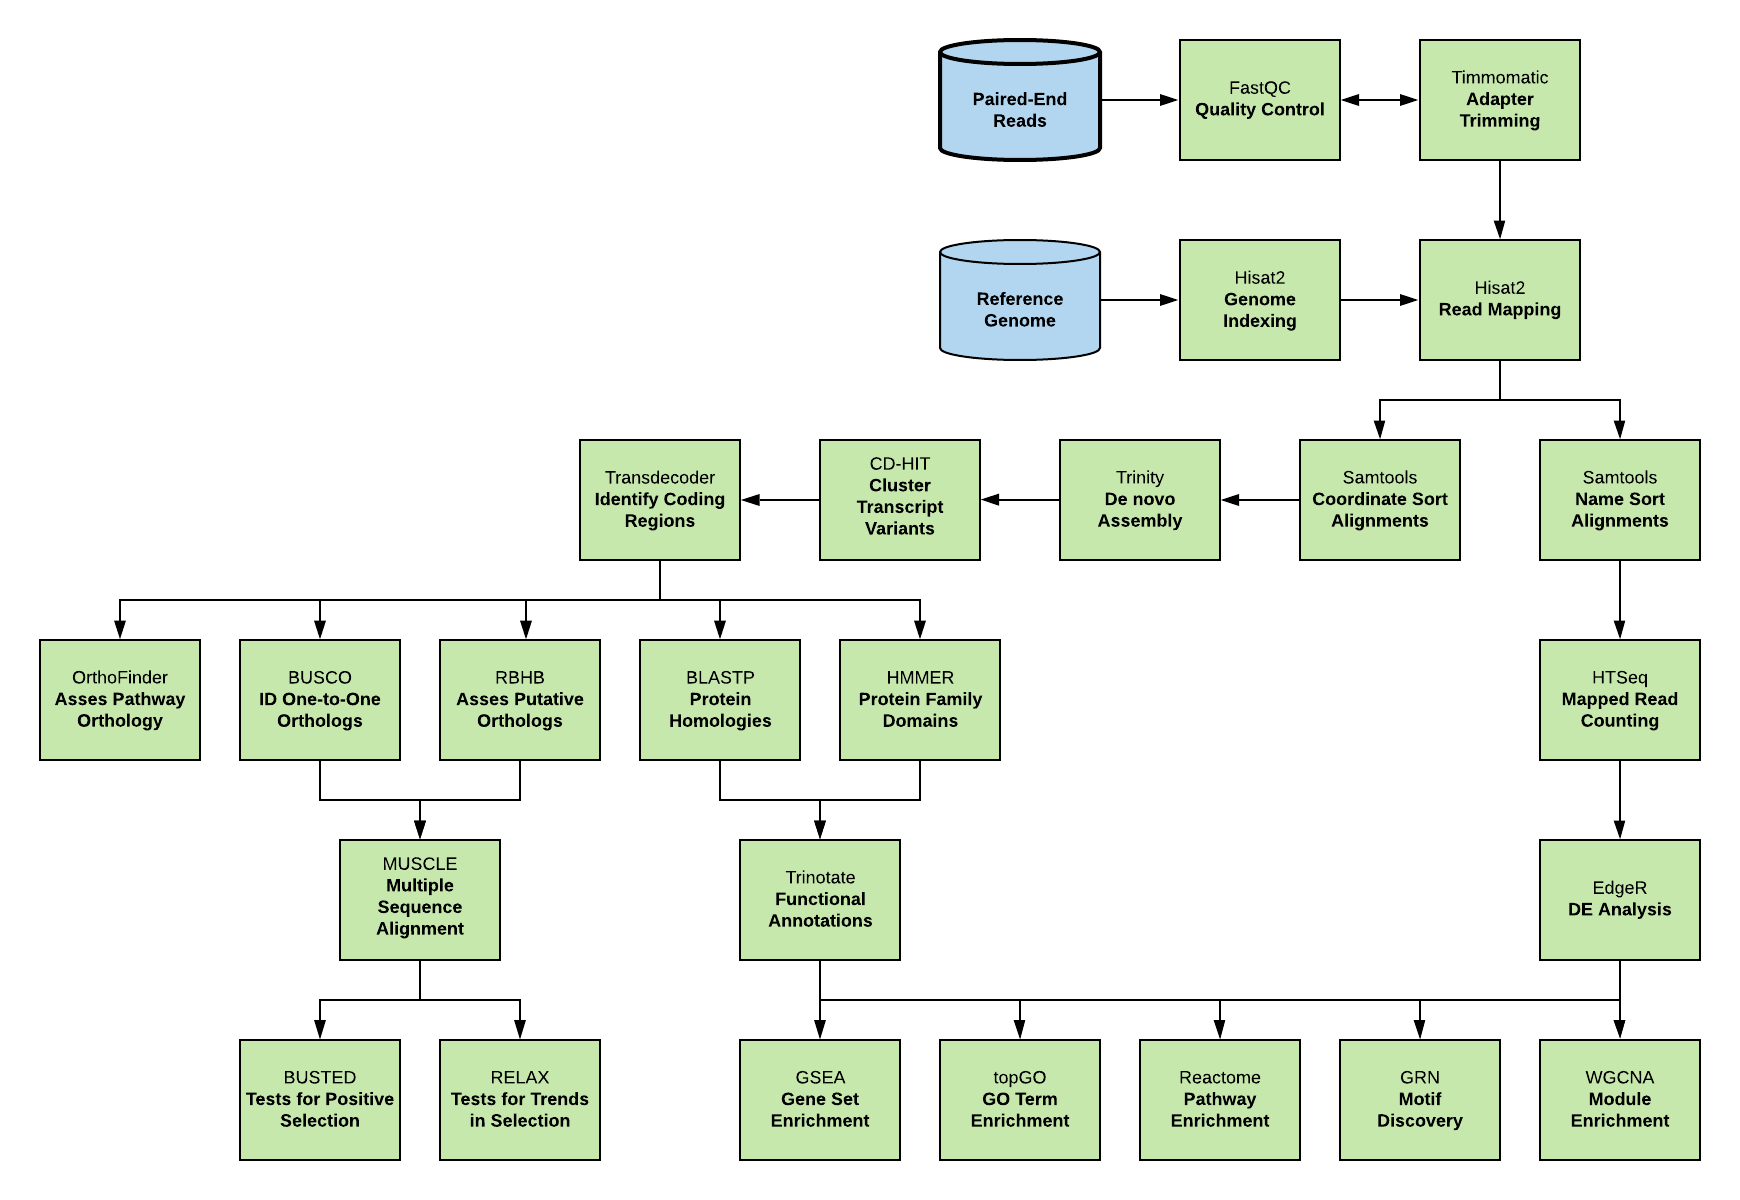 Paired-End
Reads
FastQC
Quality Control
Timmomatic
Adapter
Trimming
Reference
Genome
Hisat2
Genome
Indexing
Hisat2
Read Mapping
Transdecoder
Identify Coding
Regions
CD-HIT
Cluster
Transcript
Variants
Trinity
De novo
Assembly
Samtools
Coordinate Sort
Alignments
Samtools
Name Sort
Alignments
OrthoFinder
Asses Pathway
Orthology
BUSCO
ID One-to-One
Orthologs
RBHB
Asses Putative
Orthologs
BLASTP
Protein
Homologies
HMMER
Protein Family
Domains
HTSeq
Mapped Read
Counting
MUSCLE
Multiple
Sequence
Alignment
Trinotate
Functional
Annotations
EdgeR
DE Analysis
BUSTED
Tests for Positive
Selection
RELAX
Tests for Trends
in Selection
GSEA
Gene Set
Enrichment
topGO
GO Term
Enrichment
Reactome
Pathway
Enrichment
GRN
Motif
Discovery
WGCNA
Module
Enrichment